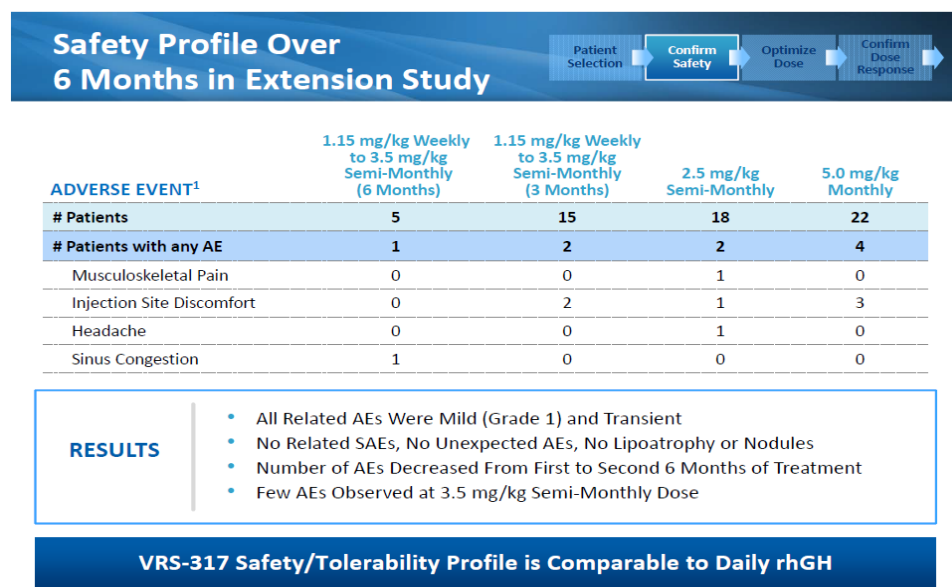 Safety Profile Over
6 Months in Extension Study
Patient
Selection
Confirm
Safety
Optimize
Dose
Confirm
Dose
Response
ADVERSE EVENT¹
1.15 mg/kg Weekly
to 3.5 mg/kg
Semi-Monthly
(6 Months)
1.15 mg/kg Weekly
to 3.5 mg/kg
Semi-Monthly
(3 Months)
2.5 mg/kg
Semi-Monthly
5.0 mg/kg
Monthly
# Patients 5 15 18 22
# Patients with any AE 1 2 2 4
Musculoskeletal Pain 0 0 1 0
Injection Site Discomfort 0 2 1 3
Headache 0 0 1 0
Sinus Congestion 1 0 0 0
RESULTS
• All Related AEs Were Mild (Grade 1) and Transient
• No Related SAEs, No Unexpected AEs, No Lipoatrophy or Nodules
• Number of AEs Decreased From First to Second 6 Months of Treatment
• Few AEs Observed at 3.5 mg/kg Semi-Monthly Dose
VRS-317 Safety/Tolerability Profile is Comparable to Daily rhGH